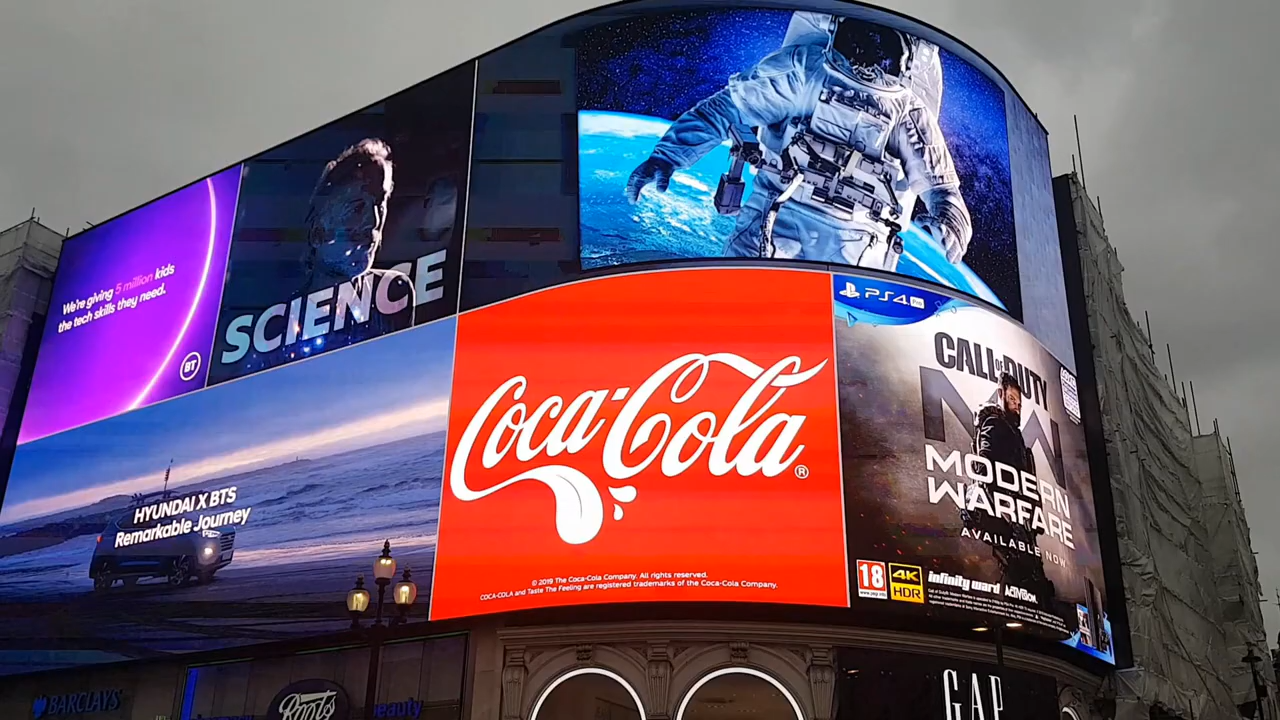 We're giving 5 million kids
the tech skills they need.
BT
SCIENCE
HYUNDAI X BTS
Remarkable Journey
Coca-Cola
®
© 2019 The Coca-Cola Company. All rights reserved.
COCA-COLA and Taste The Feeling are registered trademarks of the Coca-Cola Company.
PS4 Pro
CALL OF DUTY
MW
MODERN
WARFARE
AVAILABLE NOW
18
4K
HDR
infinity ward
ACTIVISION
BARCLAYS
Boots
beauty
GAP